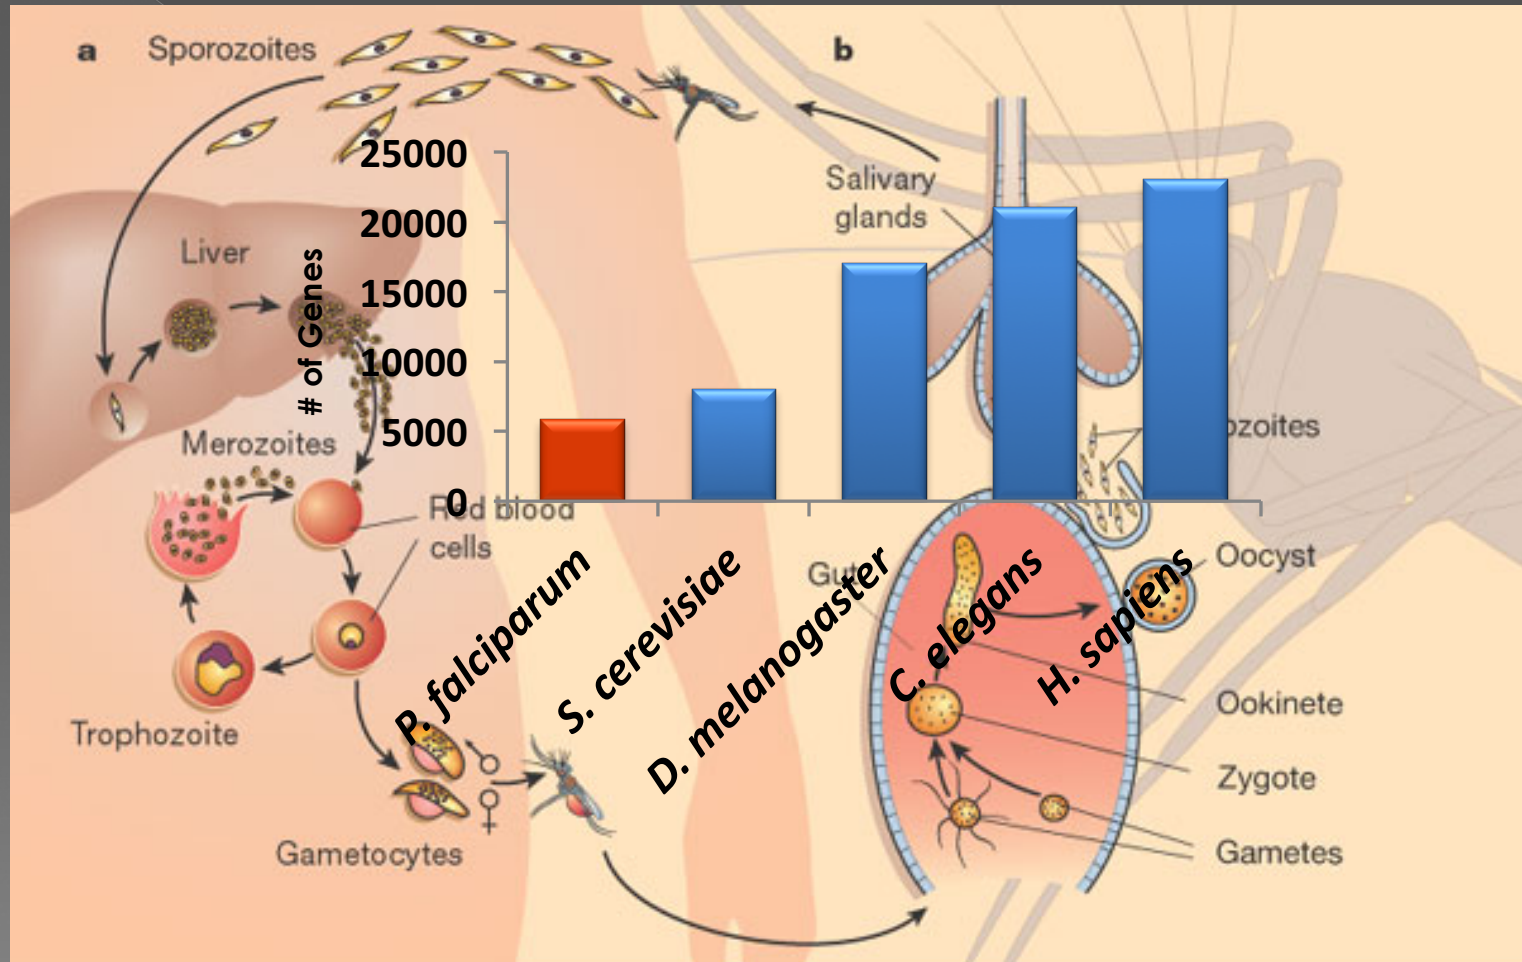 a
Sporozoites
b
25000
Salivary
glands
20000
Liver
# of Genes
15000
10000
5000
Merozoites
0
Red blood
cells
Gut
Oocyst
P. falciparum
S. cerevisiae
D. melanogaster
C. elegans
H. sapiens
Ookinete
Trophozoite
Zygote
Gametocytes
Gametes